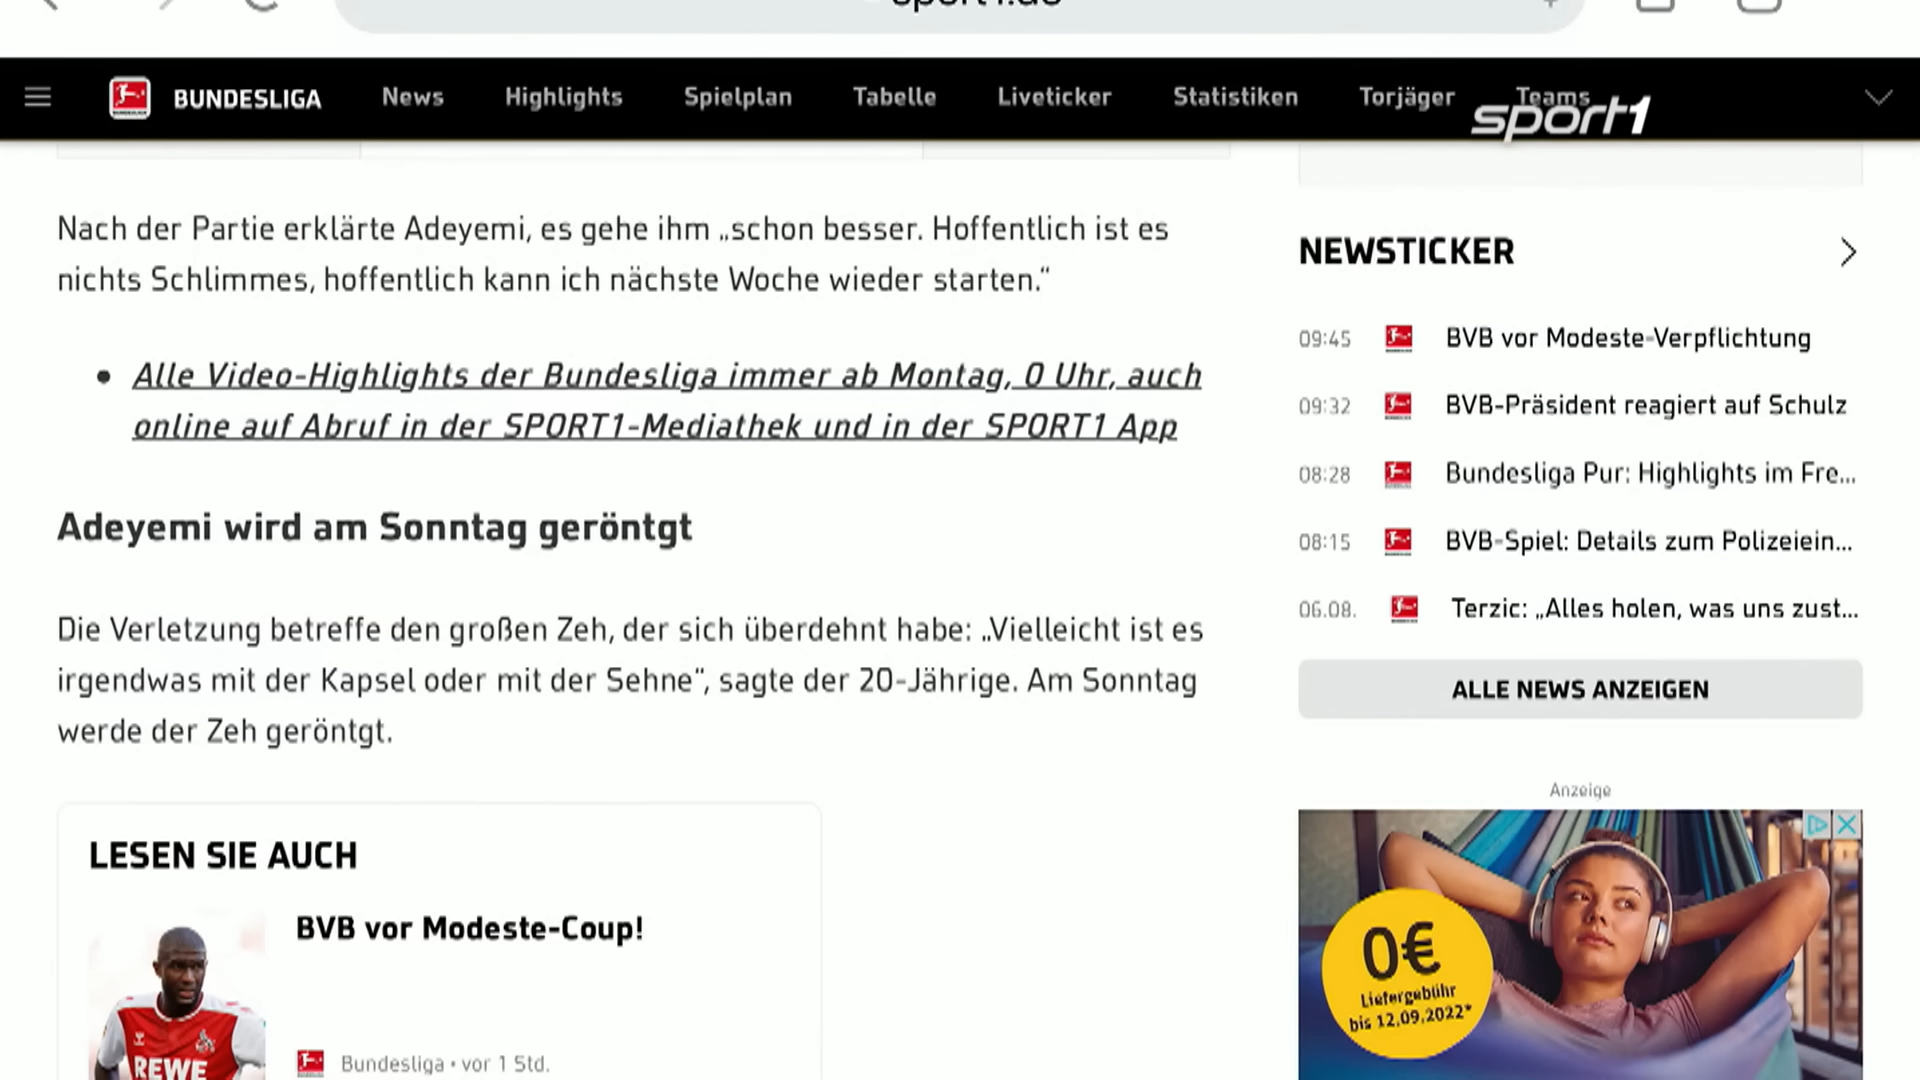 BUNDESLIGA News Highlights Spielplan Tabelle Liveticker Statistiken Torjäger Teams
sport1
Nach der Partie erklärte Adeyemi, es gehe ihm „schon besser. Hoffentlich ist es
nichts Schlimmes, hoffentlich kann ich nächste Woche wieder starten.“
• Alle Video-Highlights der Bundesliga immer ab Montag, 0 Uhr, auch
online auf Abruf in der SPORT1-Mediathek und in der SPORT1 App
Adeyemi wird am Sonntag geröntgt
Die Verletzung betreffe den großen Zeh, der sich überdehnt habe: „Vielleicht ist es
irgendwas mit der Kapsel oder mit der Sehne“, sagte der 20-Jährige. Am Sonntag
werde der Zeh geröntgt.
LESEN SIE AUCH
BVB vor Modeste-Coup!
REWE
Bundesliga • vor 1 Std.
NEWSTICKER
09:45 BVB vor Modeste-Verpflichtung
09:32 BVB-Präsident reagiert auf Schulz
08:28 Bundesliga Pur: Highlights im Fre...
08:15 BVB-Spiel: Details zum Polizeiein...
06.08. Terzic: „Alles holen, was uns zust...
ALLE NEWS ANZEIGEN
Anzeige
0€
Liefergebühr
bis 12.09.2022*